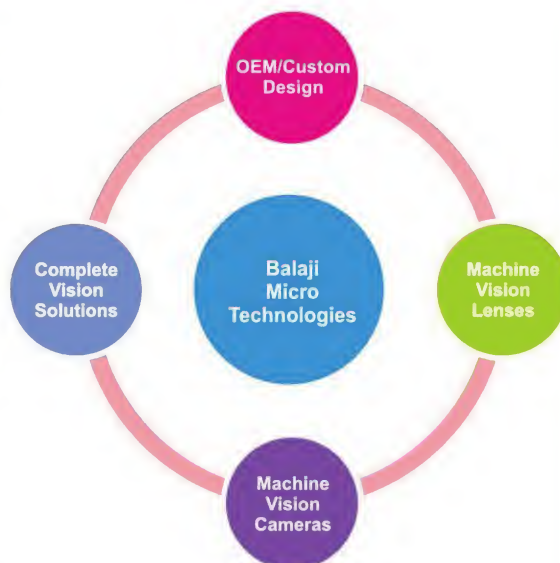 OEM/Custom
Design
Complete
Vision
Solutions
Balaji
Micro
Technologies
Machine
Vision
Lenses
Machine
Vision
Cameras